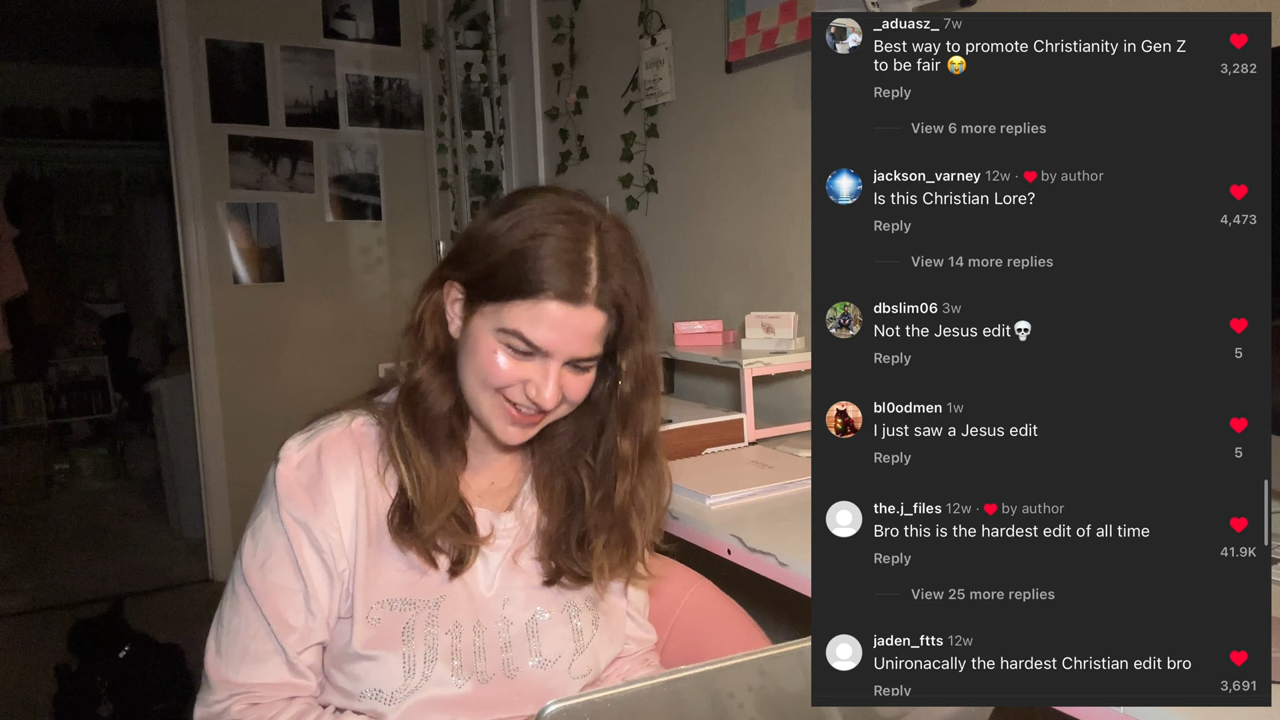 _aduasz_ 7w
Best way to promote Christianity in Gen Z
to be fair 😭
3,282
Reply
View 6 more replies
jackson_varney 12w · ❤️ by author
Is this Christian Lore?
4,473
Reply
View 14 more replies
dbslim06 3w
Not the Jesus edit💀
5
Reply
bl0odmen 1w
I just saw a Jesus edit
5
Reply
the.j_files 12w · ❤️ by author
Bro this is the hardest edit of all time
41.9K
Reply
View 25 more replies
jaden_ftts 12w
Unironacally the hardest Christian edit bro
3,691
Reply
Juicy